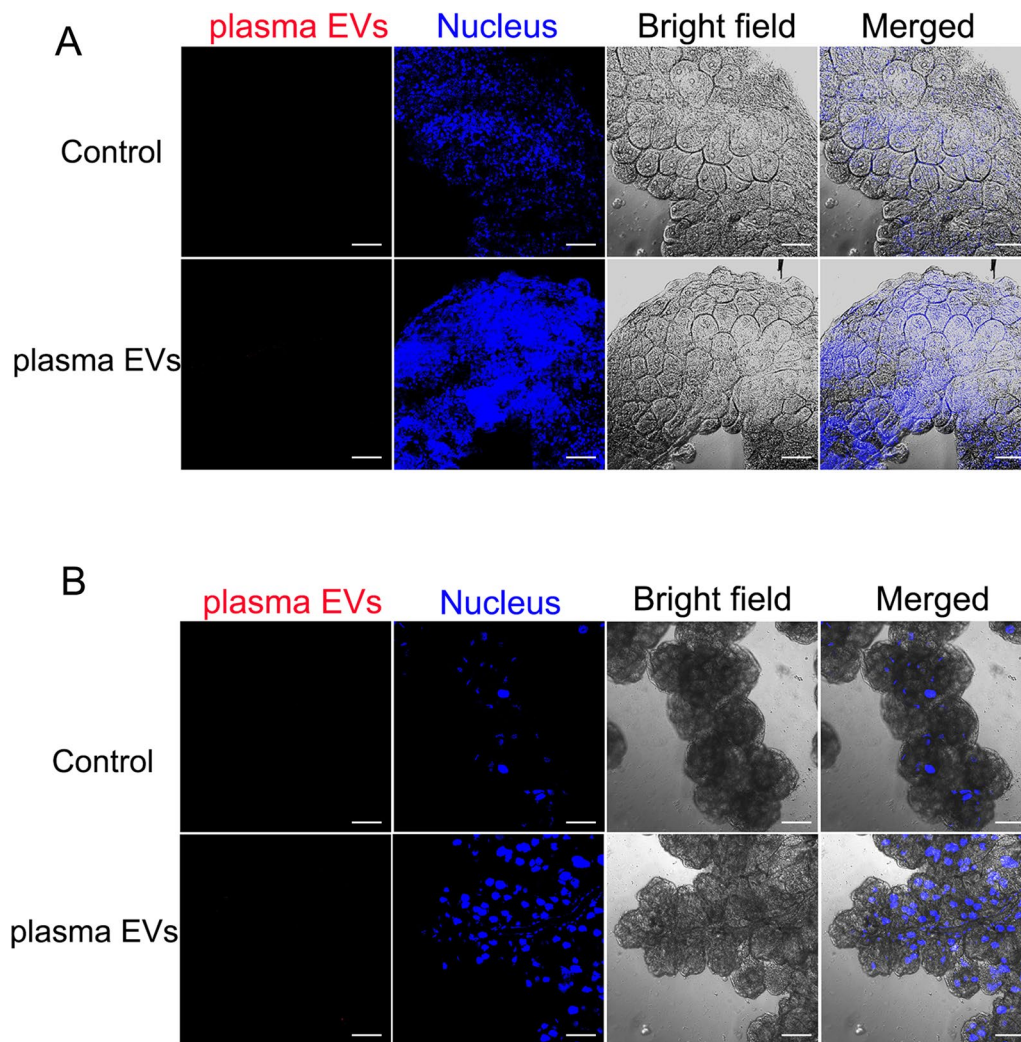 A
plasma EVs Nucleus Bright field Merged
Control
plasma EVs
B
plasma EVs Nucleus Bright field Merged
Control
plasma EVs